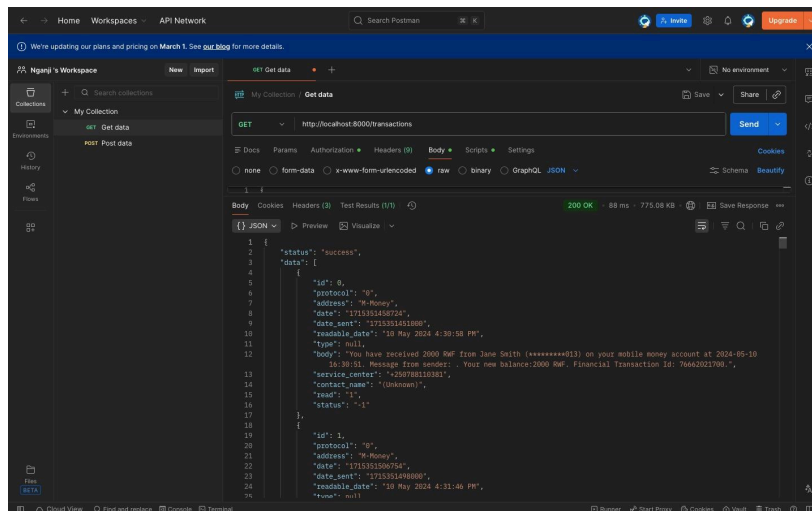 Home Workspaces API Network Search Postman ⌘ K Invite Upgrade
We're updating our plans and pricing on March 1. See our blog for more details.
Nganji 's Workspace New Import GET Get data + No environment
Collections + Search collections My Collection / Get data Save Share
My Collection
GET Get data GET http://localhost:8000/transactions Send
Environments POST Post data
Docs Params Authorization Headers (9) Body Scripts Settings Cookies
History none form-data x-www-form-urlencoded raw binary GraphQL JSON Schema Beautify
Flows
Body Cookies Headers (3) Test Results (1/1) 200 OK 88 ms 775.08 KB Save Response
{} JSON Preview Visualize
1 {
2 "status": "success",
3 "data": [
4 {
5 "id": 0,
6 "protocol": "0",
7 "address": "M-Money",
8 "date": "1715351458724",
9 "date_sent": "1715351451000",
10 "readable_date": "10 May 2024 4:30:58 PM",
11 "type": null,
12 "body": "You have received 2000 RWF from Jane Smith (*********013) on your mobile money account at 2024-05-10
16:30:51. Message from sender: . Your new balance:2000 RWF. Financial Transaction Id: 76662021700.",
13 "service_center": "+250788110381",
14 "contact_name": "(Unknown)",
15 "read": "1",
16 "status": "-1"
17 },
18 {
19 "id": 1,
20 "protocol": "0",
21 "address": "M-Money",
22 "date": "1715351506754",
23 "date_sent": "1715351498000",
24 "readable_date": "10 May 2024 4:31:46 PM",
25 "type": null
Files
BETA
Cloud View Find and replace Console Terminal Runner Start Proxy Cookies Vault Trash